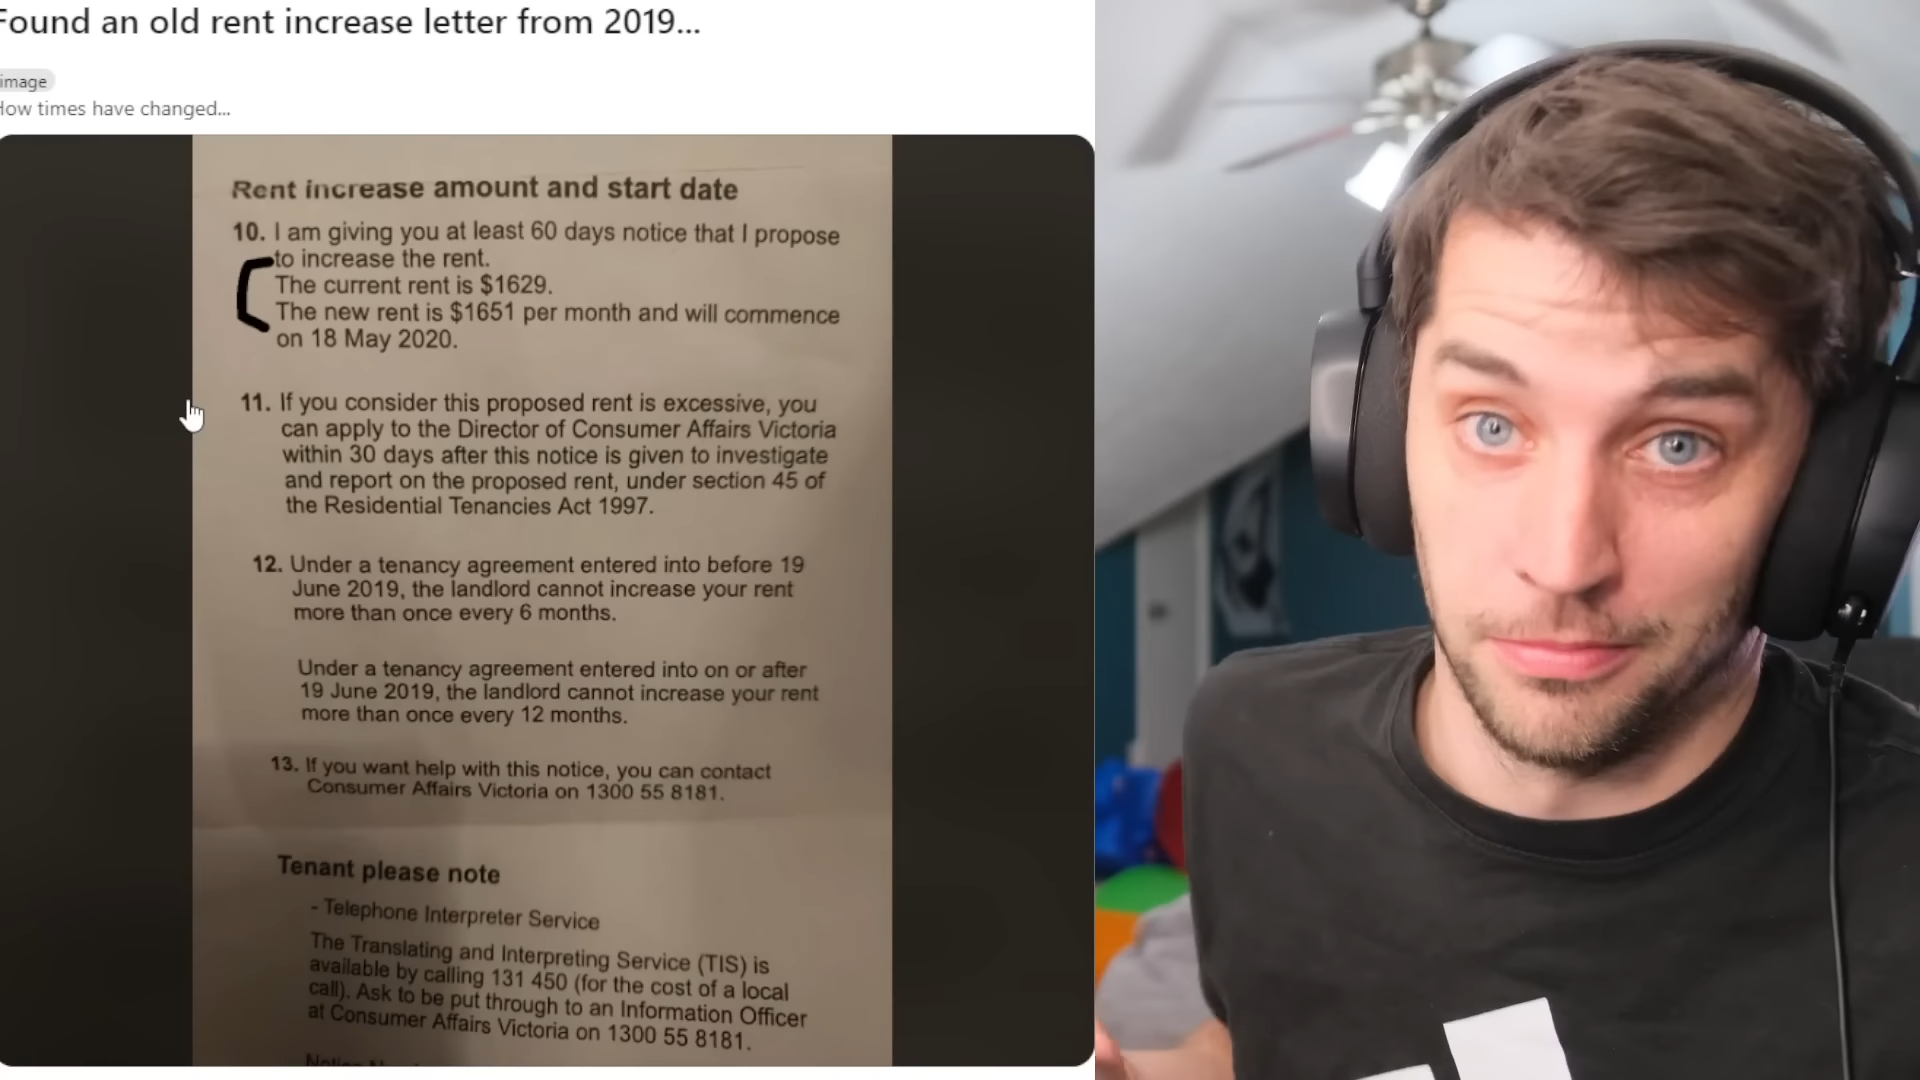 Found an old rent increase letter from 2019...
image
How times have changed...
Rent increase amount and start date
10. I am giving you at least 60 days notice that I propose
to increase the rent.
The current rent is $1629.
The new rent is $1651 per month and will commence
on 18 May 2020.
11. If you consider this proposed rent is excessive, you
can apply to the Director of Consumer Affairs Victoria
within 30 days after this notice is given to investigate
and report on the proposed rent, under section 45 of
the Residential Tenancies Act 1997.
12. Under a tenancy agreement entered into before 19
June 2019, the landlord cannot increase your rent
more than once every 6 months.
Under a tenancy agreement entered into on or after
19 June 2019, the landlord cannot increase your rent
more than once every 12 months.
13. If you want help with this notice, you can contact
Consumer Affairs Victoria on 1300 55 8181.
Tenant please note
- Telephone Interpreter Service
The Translating and Interpreting Service (TIS) is
available by calling 131 450 (for the cost of a local
call). Ask to be put through to an Information Officer
at Consumer Affairs Victoria on 1300 55 8181.